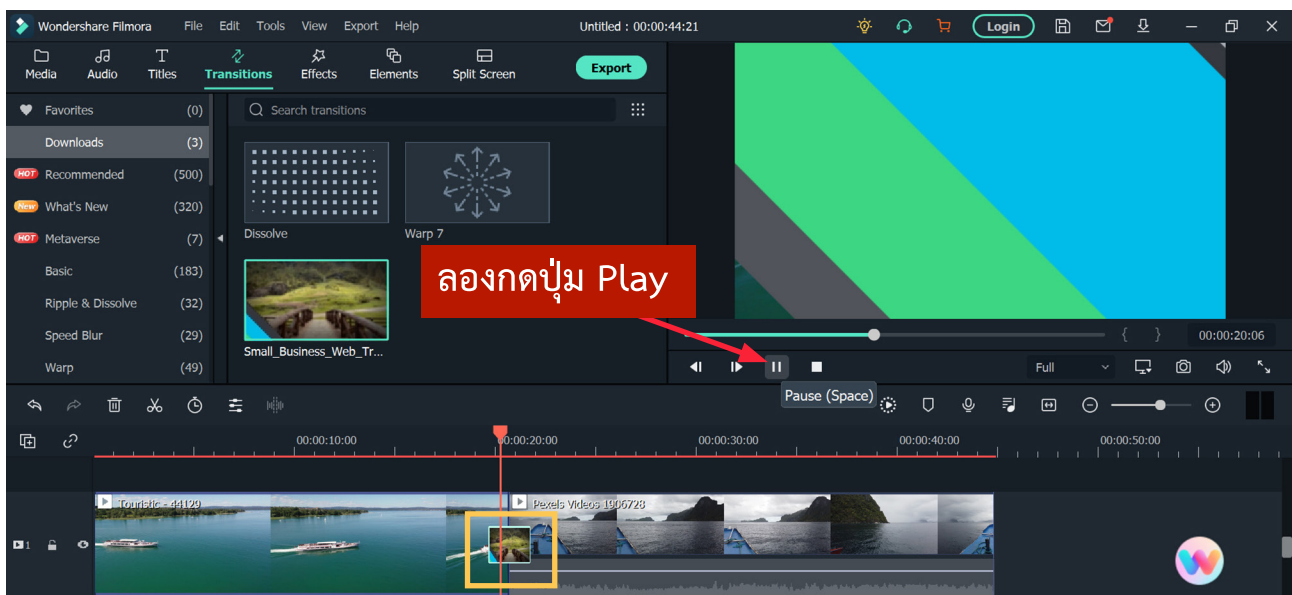 Wondershare Filmora File Edit Tools View Export Help Untitled : 00:00:44:21 Login
Media Audio Titles Transitions Effects Elements Split Screen Export
Favorites (0) Search transitions
Downloads (3)
HOT Recommended (500)
New What's New (320)
HOT Metaverse (7) Dissolve Warp 7
Basic (183)
Ripple & Dissolve (32)
Speed Blur (29)
Warp (49)
Small_Business_Web_Tr...
ลองกดปุ่ม Play
{ } 00:00:20:06
Full
Pause (Space)
00:00:10:00 00:00:20:00 00:00:30:00 00:00:40:00 00:00:50:00
Touristic - 44129 Pexels Videos 1906728
1